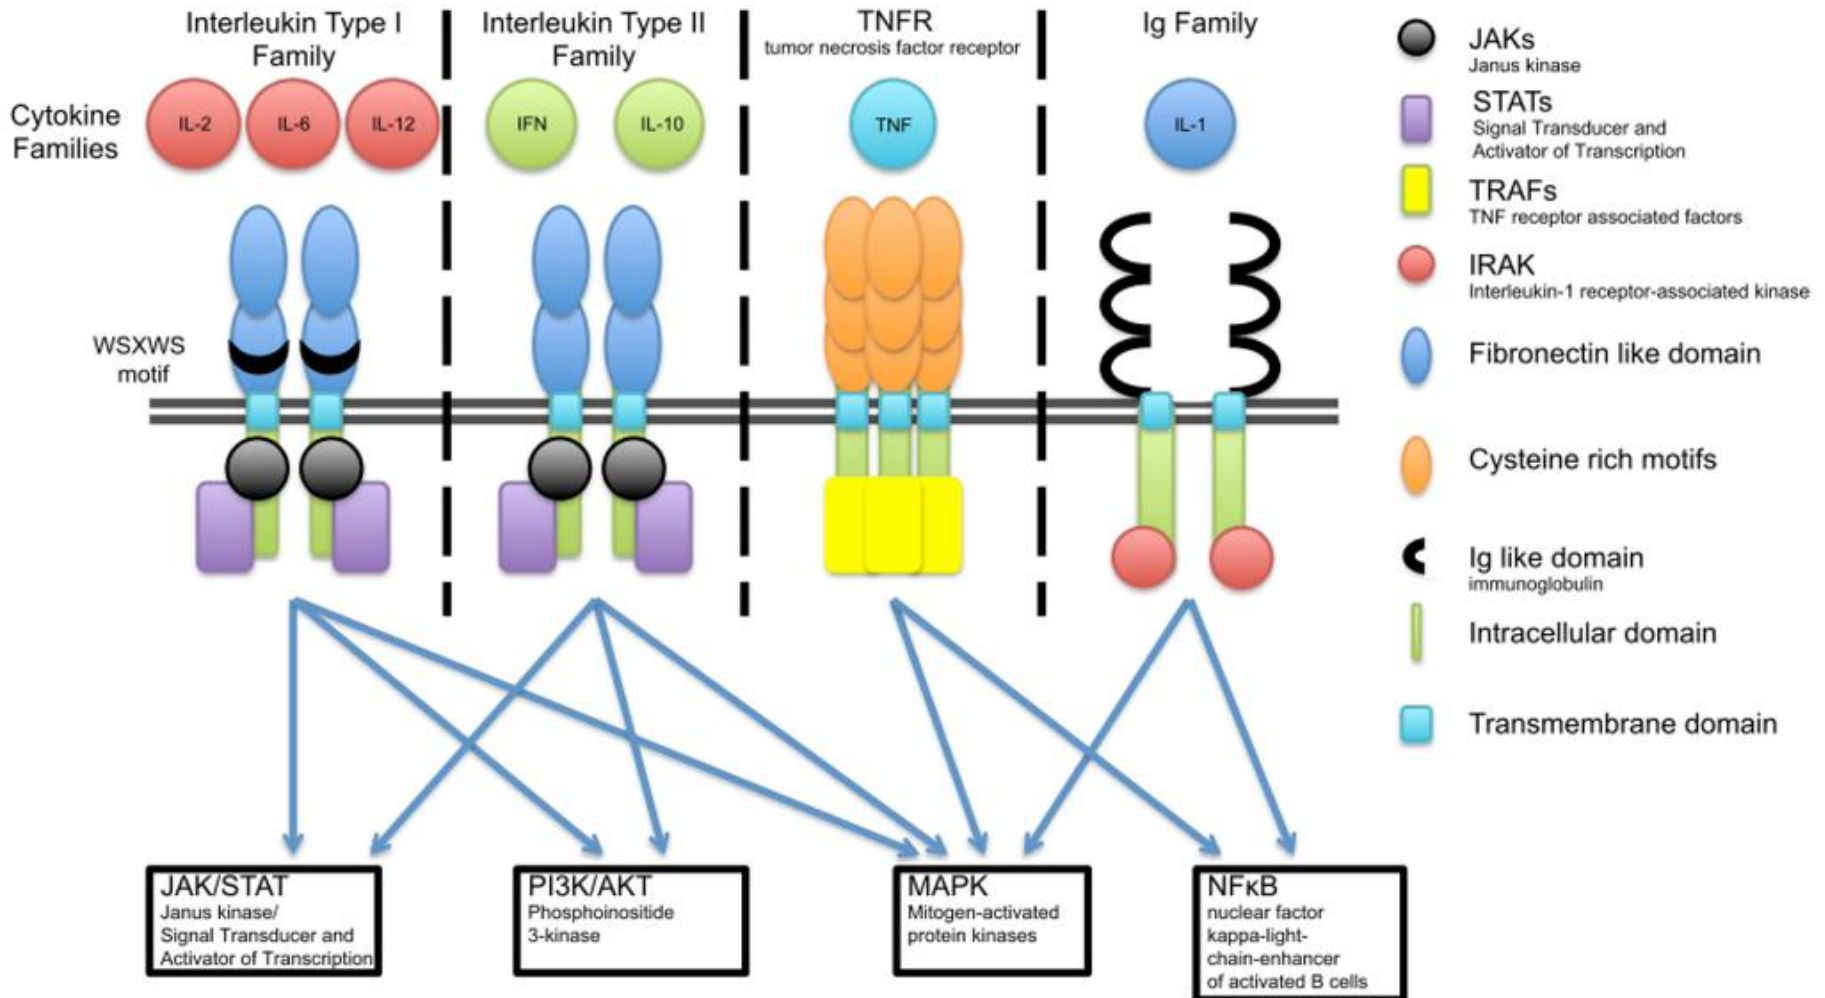 Interleukin Type I
Family
Interleukin Type II
Family
TNFR
tumor necrosis factor receptor
Ig Family
Cytokine
Families
IL-2
IL-6
IL-12
IFN
IL-10
TNF
IL-1
WSXWS
motif
JAKs
Janus kinase
STATs
Signal Transducer and
Activator of Transcription
TRAFs
TNF receptor associated factors
IRAK
Interleukin-1 receptor-associated kinase
Fibronectin like domain
Cysteine rich motifs
Ig like domain
immunoglobulin
Intracellular domain
Transmembrane domain
JAK/STAT
Janus kinase/
Signal Transducer and
Activator of Transcription
PI3K/AKT
Phosphoinositide
3-kinase
MAPK
Mitogen-activated
protein kinases
NFκB
nuclear factor
kappa-light-
chain-enhancer
of activated B cells